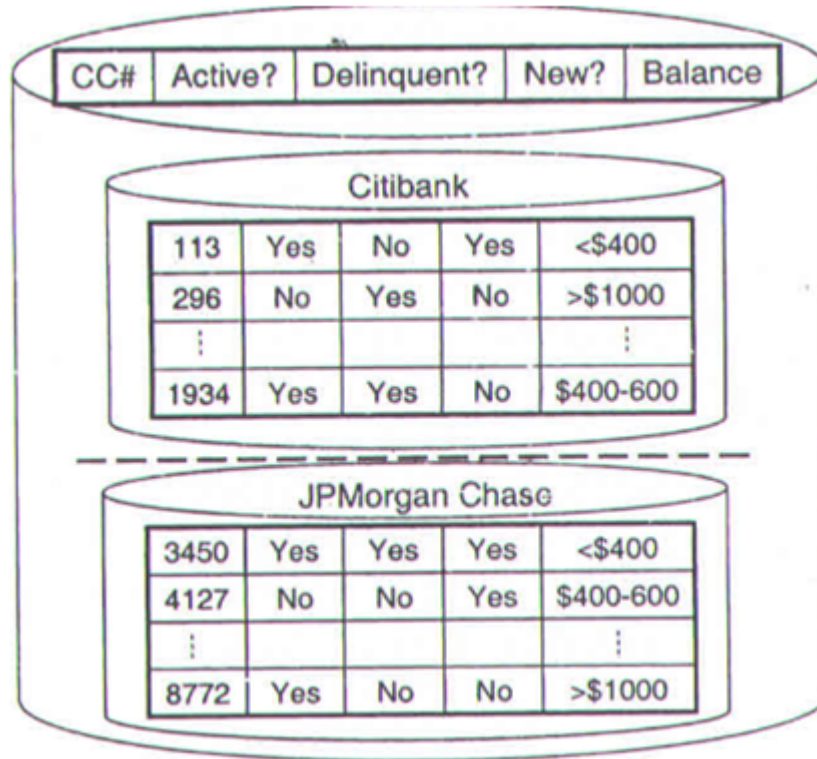 CC# Active? Delinquent? New? Balance
Citibank
113 Yes No Yes <$400
296 No Yes No >$1000
⋮ ⋮
1934 Yes Yes No $400-600
JPMorgan Chase
3450 Yes Yes Yes <$400
4127 No No Yes $400-600
⋮ ⋮
8772 Yes No No >$1000